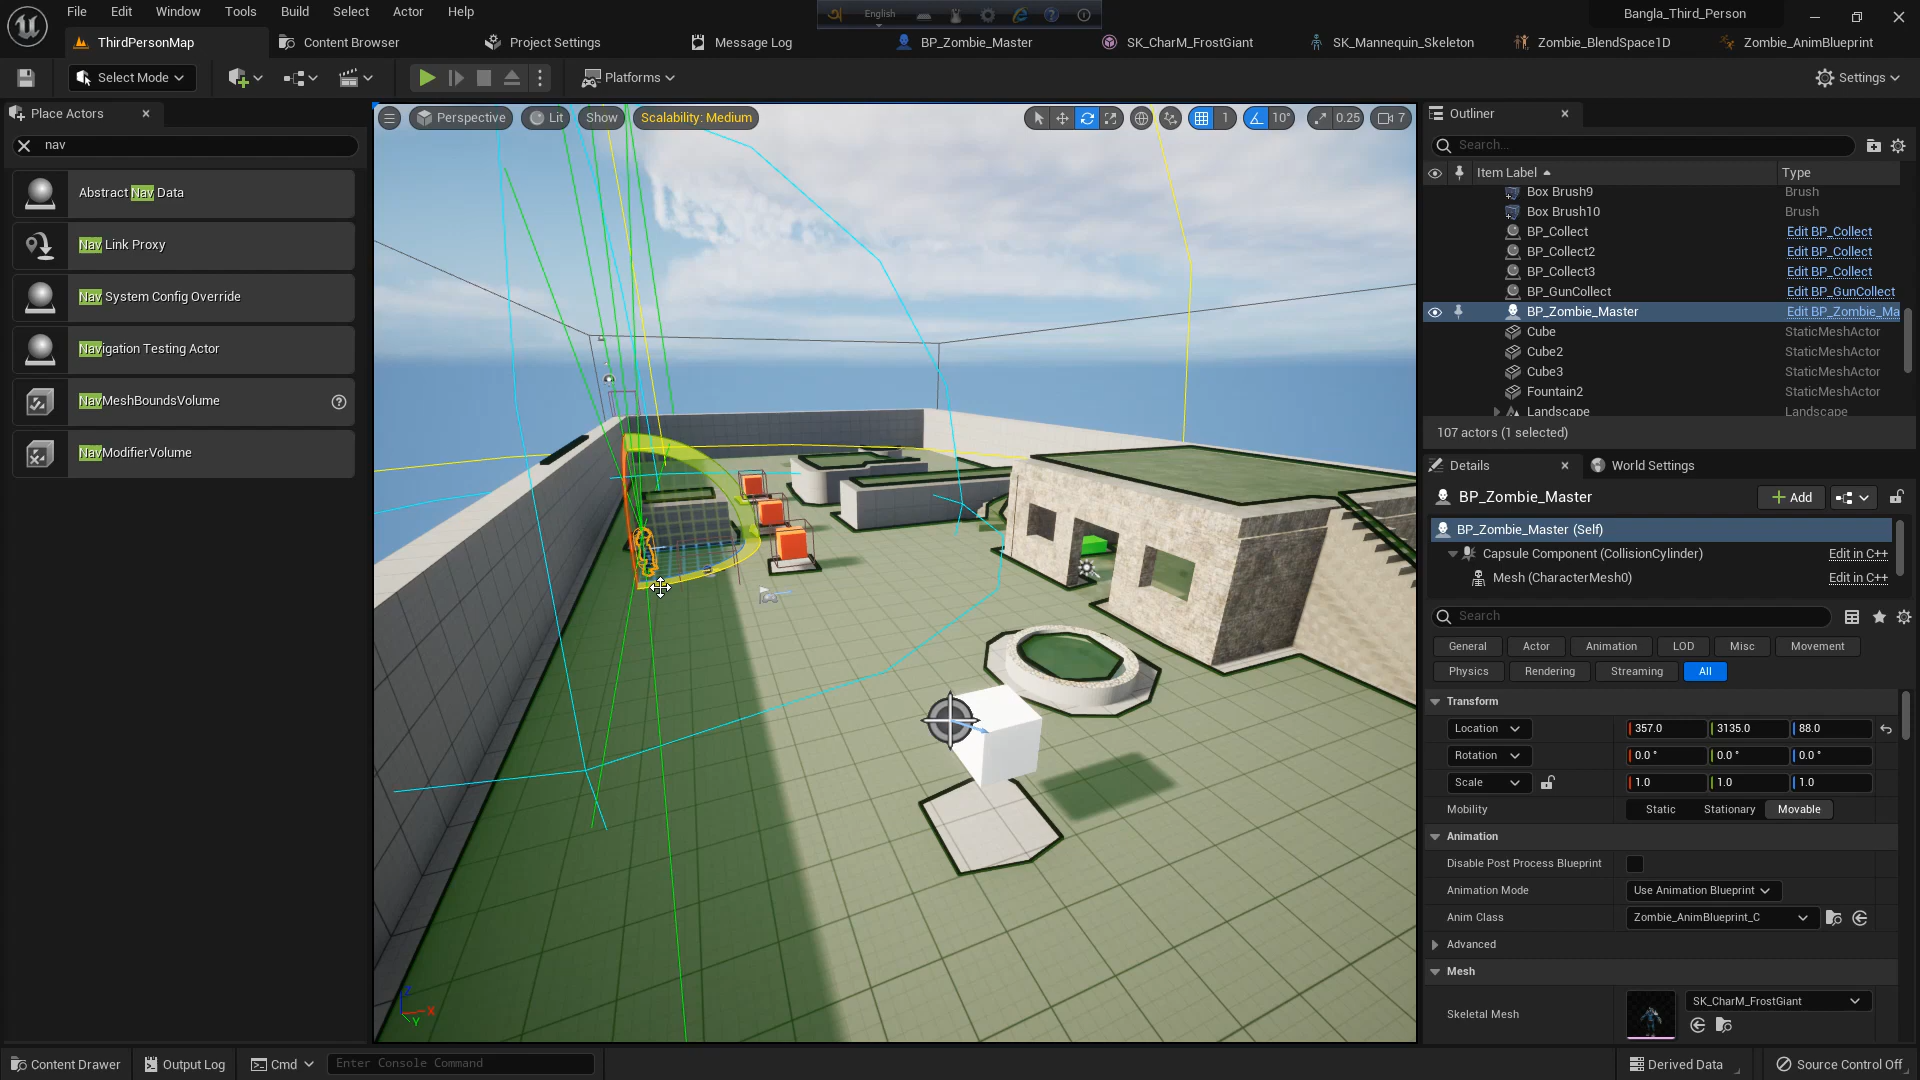 File Edit Window Tools Build Select Actor Help
English
Bangla_Third_Person
ThirdPersonMap
Content Browser
Project Settings
Message Log
BP_Zombie_Master
SK_CharM_FrostGiant
SK_Mannequin_Skeleton
Zombie_BlendSpace1D
Zombie_AnimBlueprint
Select Mode
Platforms
Settings
Place Actors
nav
Abstract Nav Data
Nav Link Proxy
Nav System Config Override
Navigation Testing Actor
NavMeshBoundsVolume
NavModifierVolume
Perspective Lit Show Scalability: Medium
1 10° 0.25 7
X
Y
Z
Outliner
Search...
Item Label Type
Box Brush9 Brush
Box Brush10 Brush
BP_Collect Edit BP_Collect
BP_Collect2 Edit BP_Collect
BP_Collect3 Edit BP_Collect
BP_GunCollect Edit BP_GunCollect
BP_Zombie_Master Edit BP_Zombie_Ma
Cube StaticMeshActor
Cube2 StaticMeshActor
Cube3 StaticMeshActor
Fountain2 StaticMeshActor
Landscape Landscape
107 actors (1 selected)
Details World Settings
BP_Zombie_Master Add
BP_Zombie_Master (Self)
Capsule Component (CollisionCylinder) Edit in C++
Mesh (CharacterMesh0) Edit in C++
Search
General Actor Animation LOD Misc Movement
Physics Rendering Streaming All
Transform
Location 357.0 3135.0 88.0
Rotation 0.0 ° 0.0 ° 0.0 °
Scale 1.0 1.0 1.0
Mobility Static Stationary Movable
Animation
Disable Post Process Blueprint
Animation Mode Use Animation Blueprint
Anim Class Zombie_AnimBlueprint_C
Advanced
Mesh
Skeletal Mesh SK_CharM_FrostGiant
Content Drawer Output Log Cmd Enter Console Command
Derived Data Source Control Off